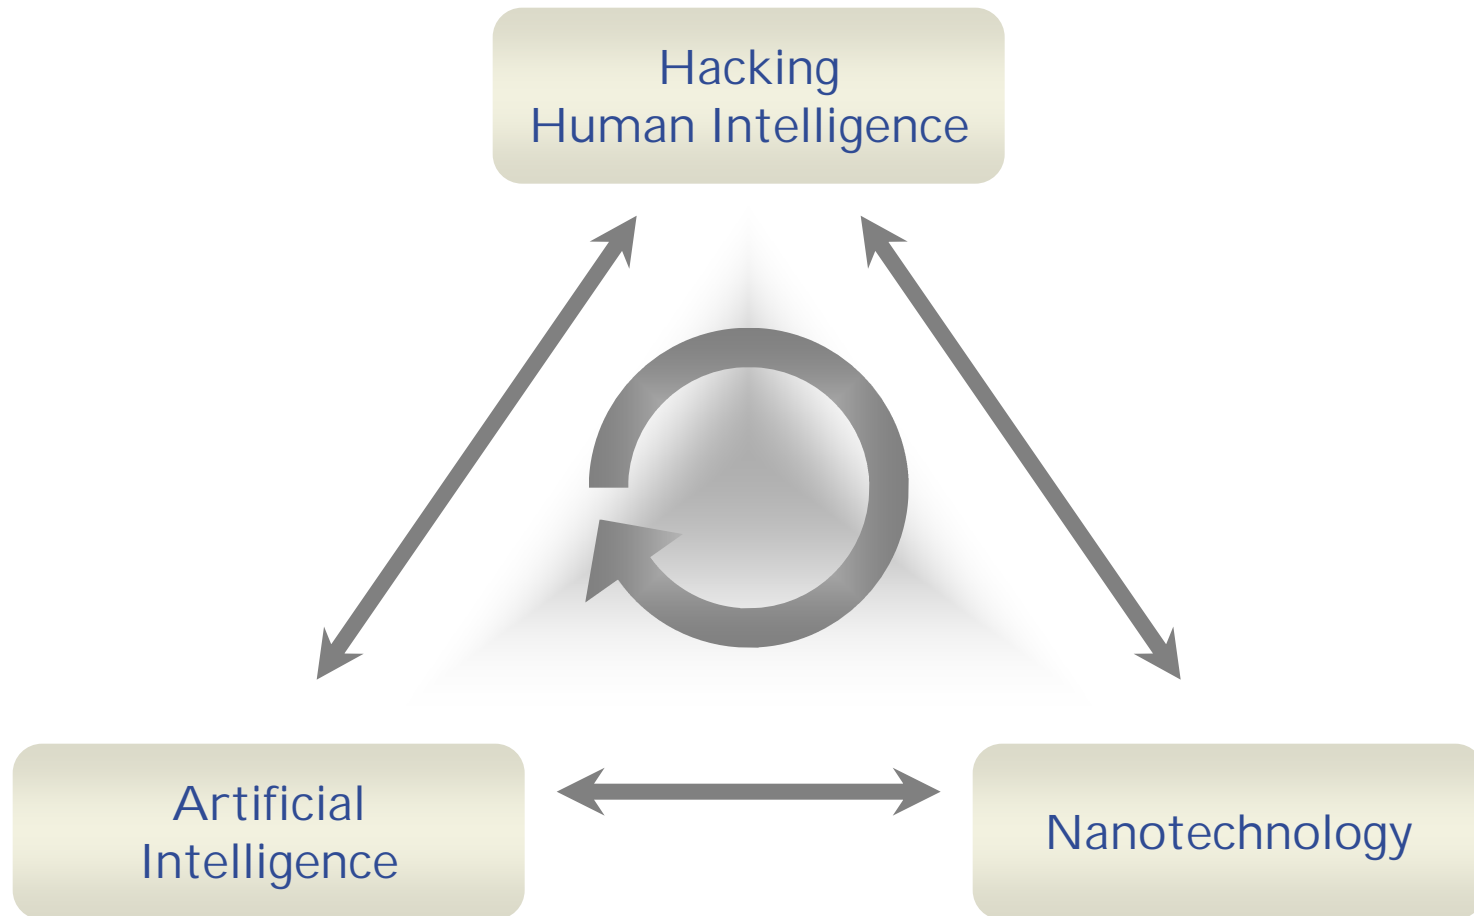 Hacking
Human Intelligence
Artificial
Intelligence
Nanotechnology